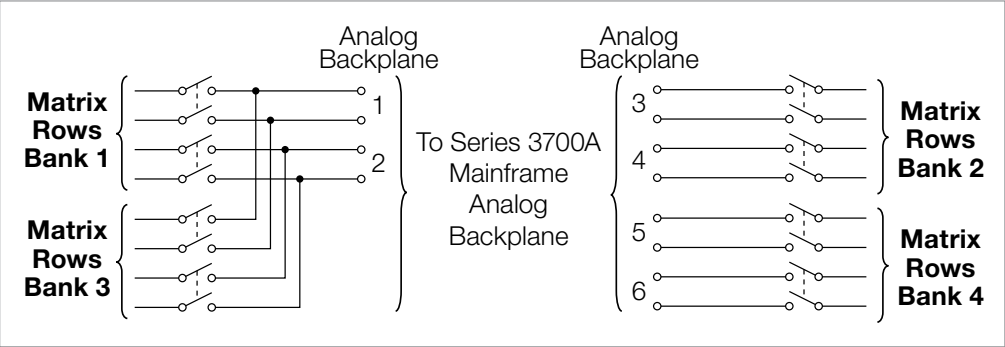 Analog
Backplane
Analog
Backplane
Matrix
Rows
Bank 1
1
2
Matrix
Rows
Bank 3
To Series 3700A
Mainframe
Analog
Backplane
3
4
5
6
Matrix
Rows
Bank 2
Matrix
Rows
Bank 4